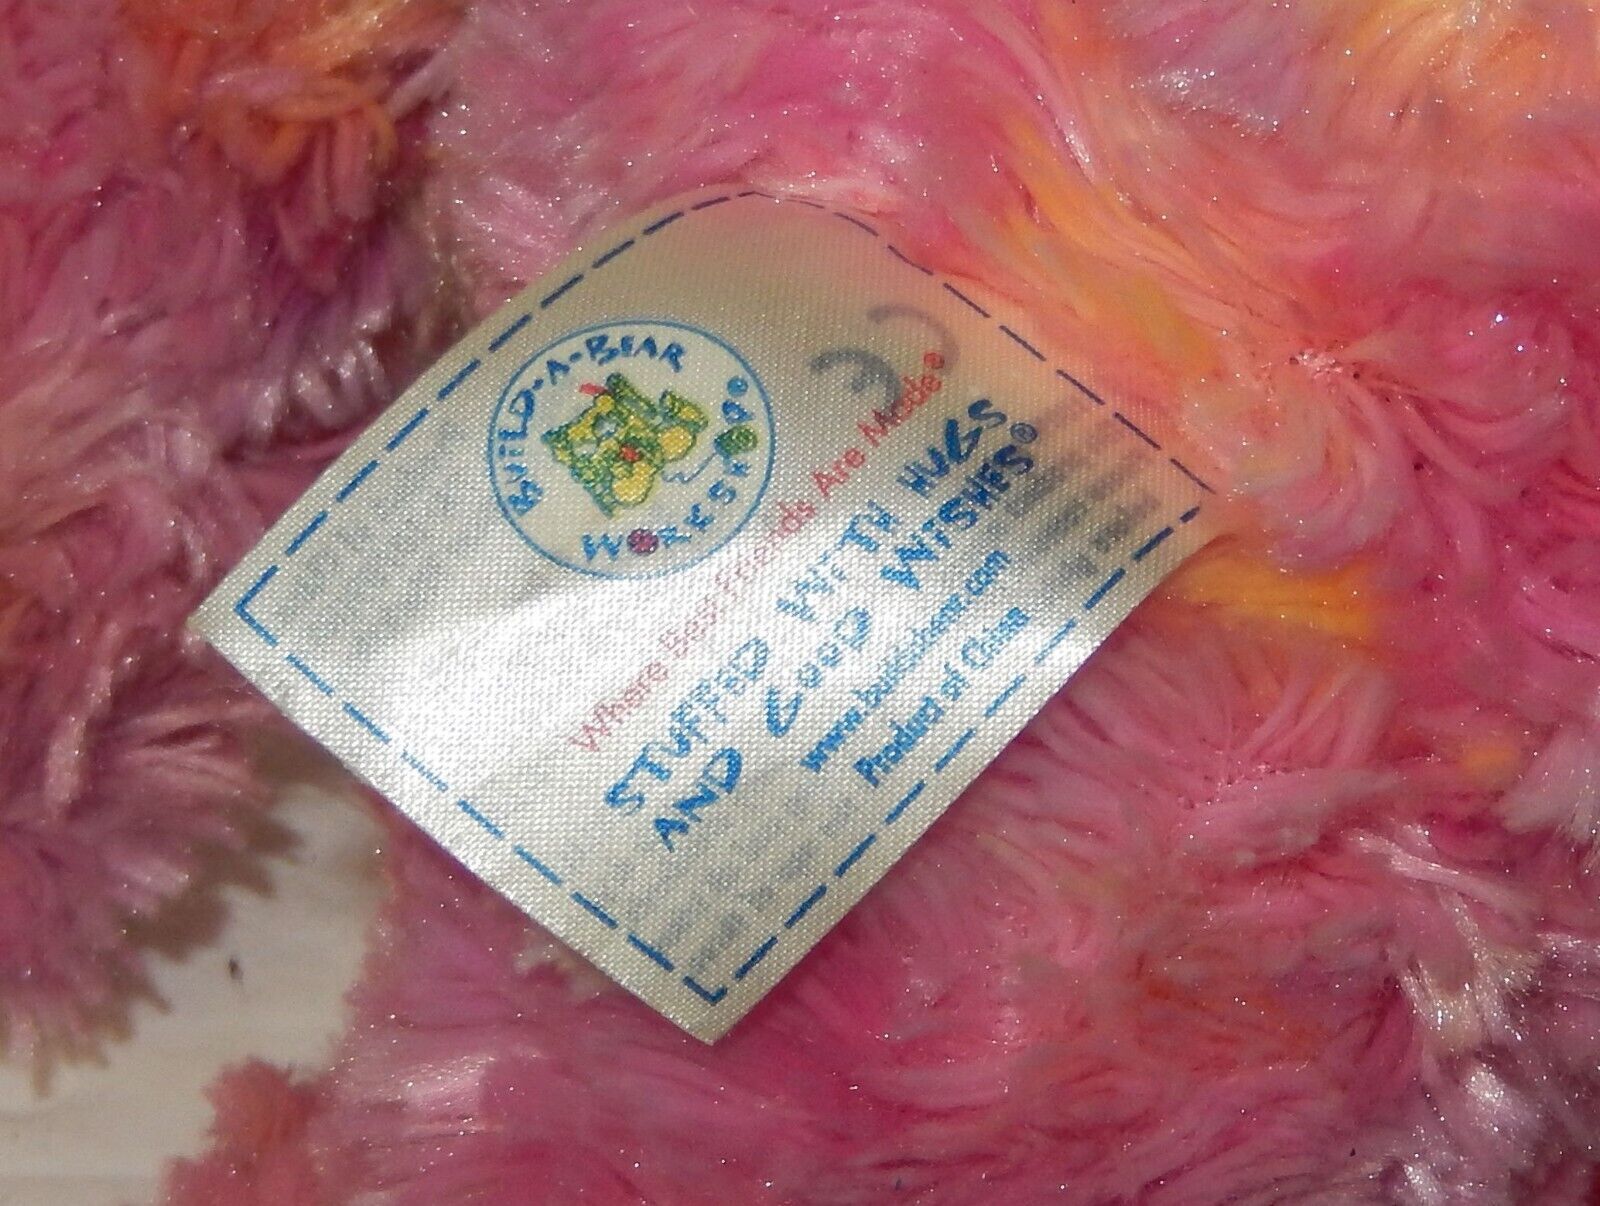 BUILD-A-BEAR
WORKSHOP®
Where Best Friends Are Made®
STUFFED WITH HUGS
AND GOOD WISHES®
www.buildabear.com
Product of China